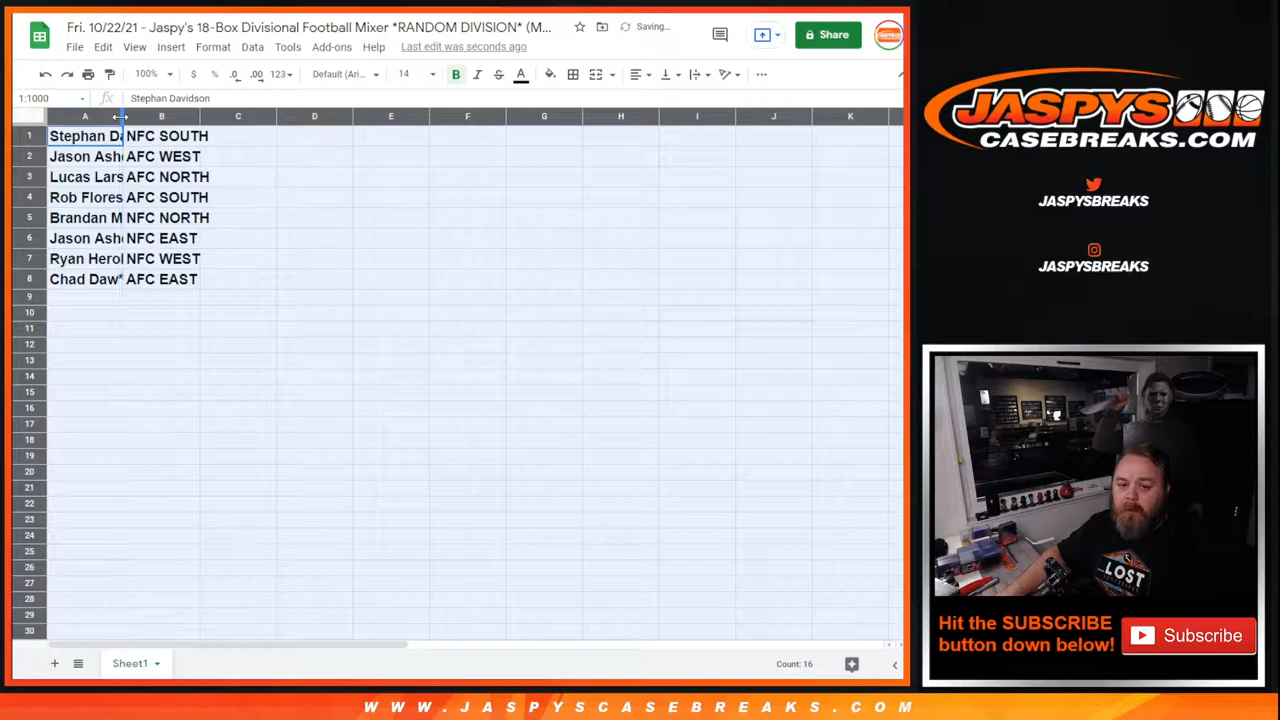 Fri. 10/22/21 - Jaspy's 18-Box Divisional Football Mixer *RANDOM DIVISION* (M...
Saving...
File Edit View Insert Format Data Tools Add-ons Help Last edit was seconds ago
Share
100% $ % .0 .00 123 Default (Ari... 14 B I S A
1:1000 fx Stephan Davidson
A B C D E F G H I J K
1 Stephan Da NFC SOUTH
2 Jason Ash AFC WEST
3 Lucas Lars AFC NORTH
4 Rob Flores AFC SOUTH
5 Brandan M NFC NORTH
6 Jason Ash NFC EAST
7 Ryan Herol NFC WEST
8 Chad Daw* AFC EAST
9
10
11
12
13
14
15
16
17
18
19
20
21
22
23
24
25
26
27
28
29
30
+ Sheet1 Count: 16
JASPYS
CASEBREAKS.COM
JASPYSBREAKS
JASPYSBREAKS
LOST
Hit the SUBSCRIBE
button down below!
Subscribe
WWW.JASPYSCASEBREAKS.COM